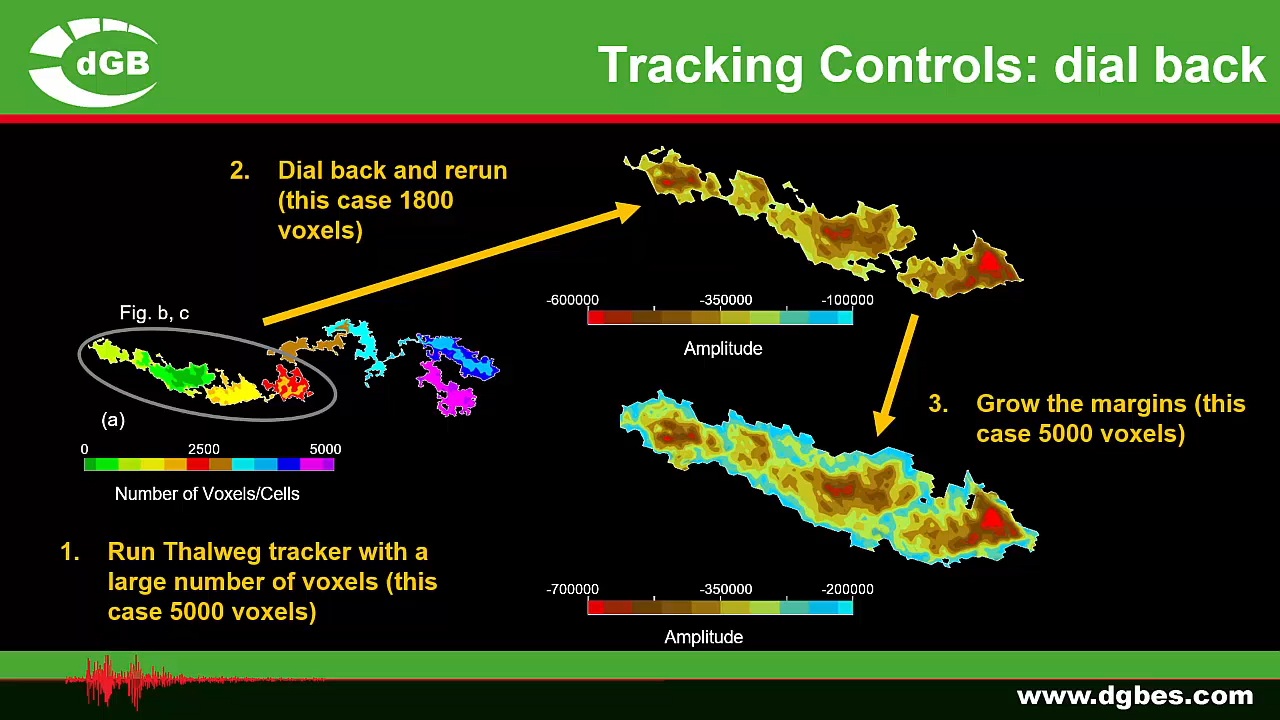 dGB
Tracking Controls: dial back
2. Dial back and rerun
(this case 1800
voxels)
-600000 -350000 -100000
Amplitude
Fig. b, c
(a)
0 2500 5000
Number of Voxels/Cells
3. Grow the margins (this
case 5000 voxels)
1. Run Thalweg tracker with a
large number of voxels (this
case 5000 voxels)
-700000 -350000 -200000
Amplitude
www.dgbes.com